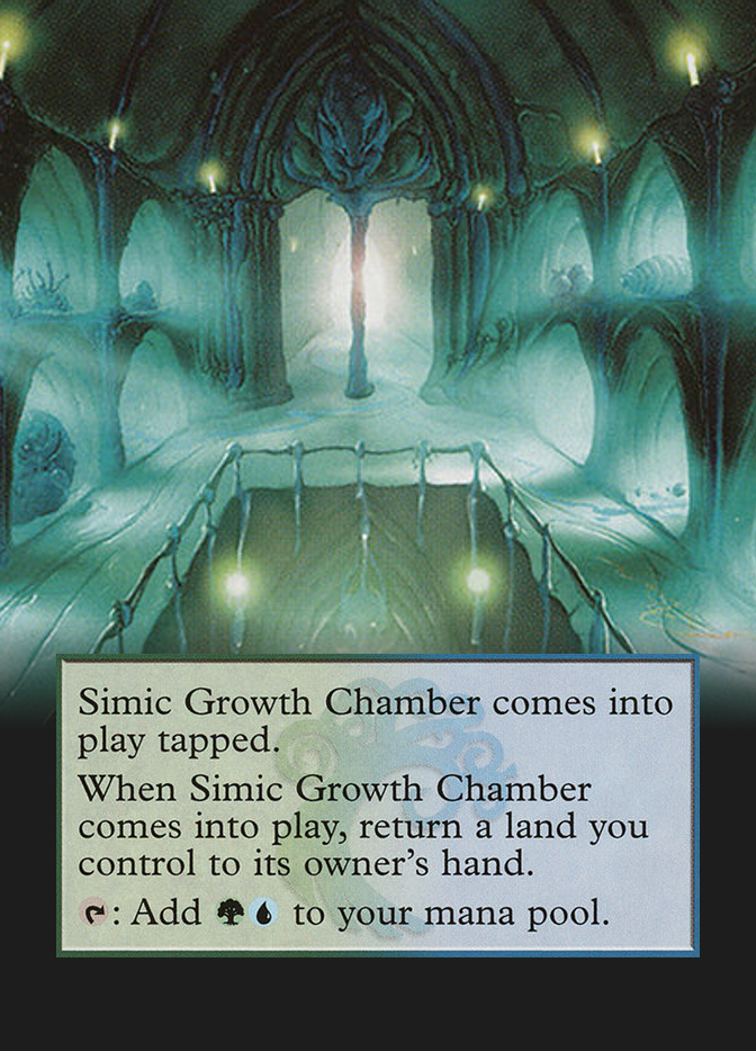 Simic Growth Chamber comes into
play tapped.
When Simic Growth Chamber
comes into play, return a land you
control to its owner's hand.
: Add to your mana pool.